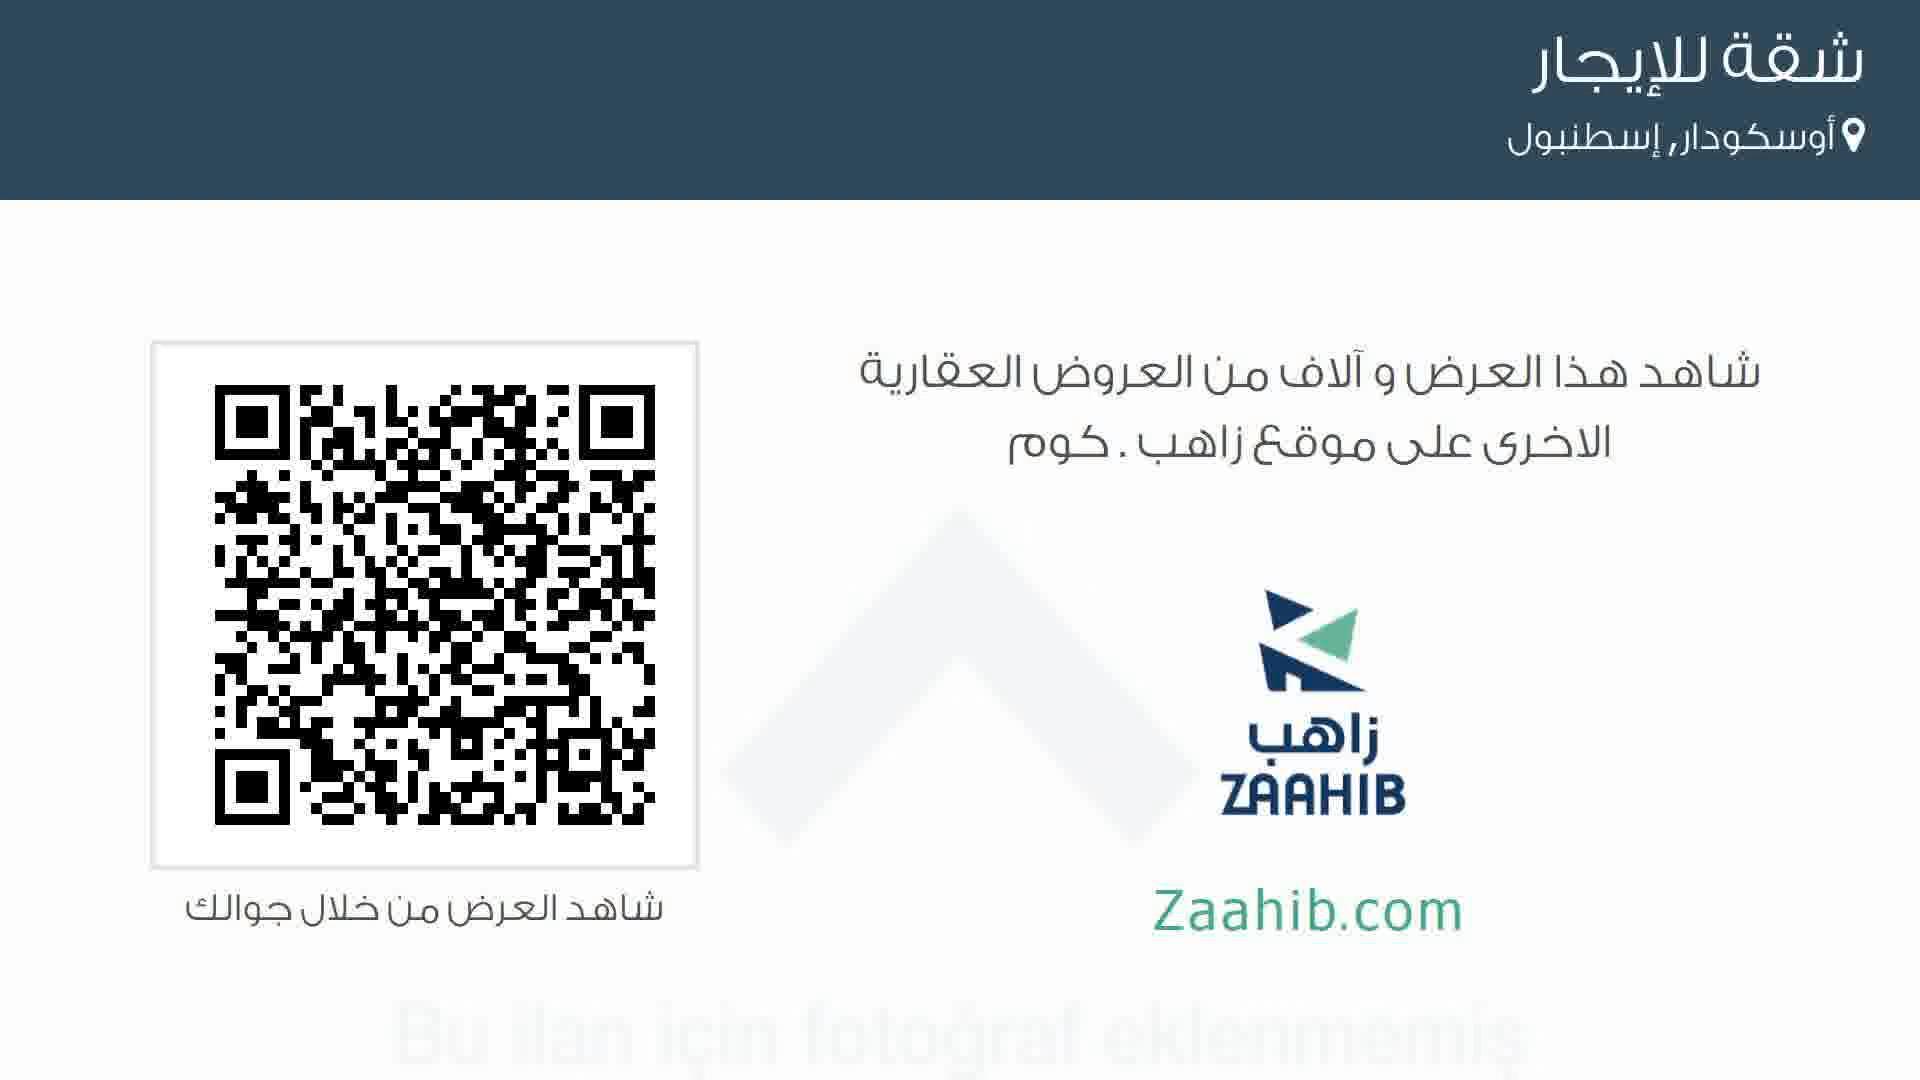 شقة للإيجار
أوسكودار, إسطنبول
شاهد هذا العرض و آلاف من العروض العقارية
الاخرى على موقع زاهب . كوم
زاهب
ZAAHIB
Zaahib.com
شاهد العرض من خلال جوالك
Bu ilan için fotoğraf eklenmemiş